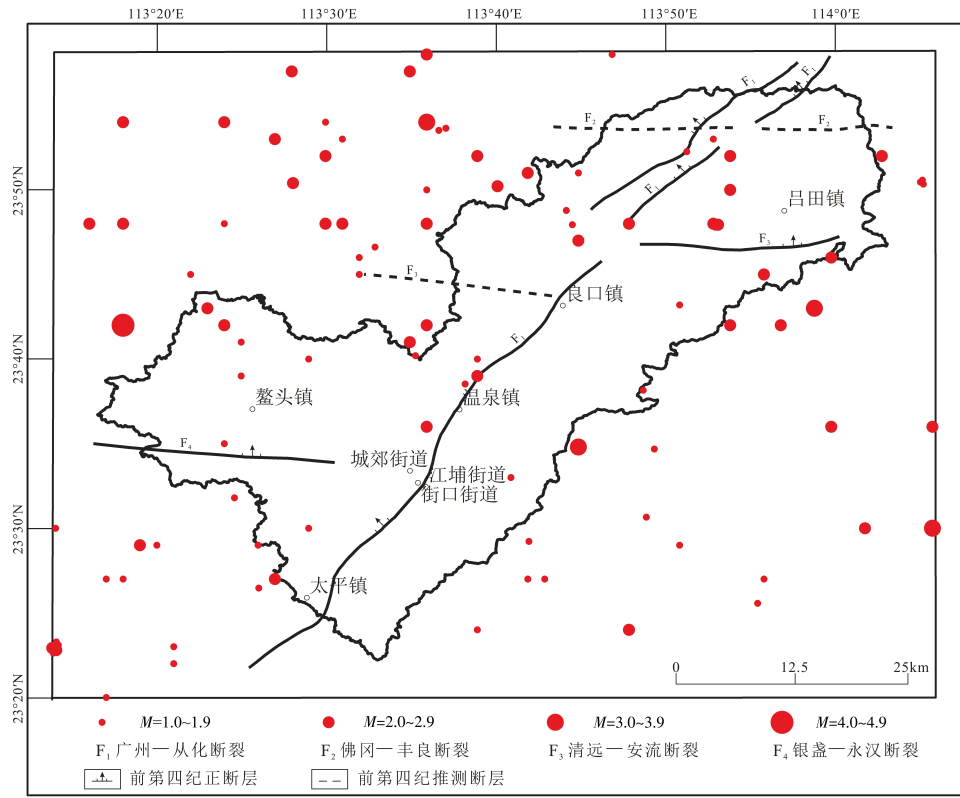 113°20′E 113°30′E 113°40′E 113°50′E 114°0′E
F₁
F₁
F₂
F₂
23°50′N
F₁
吕田镇
F₃
F₃
良口镇
F₁
23°40′N
鳌头镇
温泉镇
F₄
城郊街道
江埔街道
街口街道
23°30′N
太平镇
0 12.5 25km
23°20′N
M=1.0~1.9 M=2.0~2.9 M=3.0~3.9 M=4.0~4.9
F₁ 广州—从化断裂 F₂ 佛冈—丰良断裂 F₃ 清远—安流断裂 F₄ 银盏—永汉断裂
前第四纪正断层 前第四纪推测断层